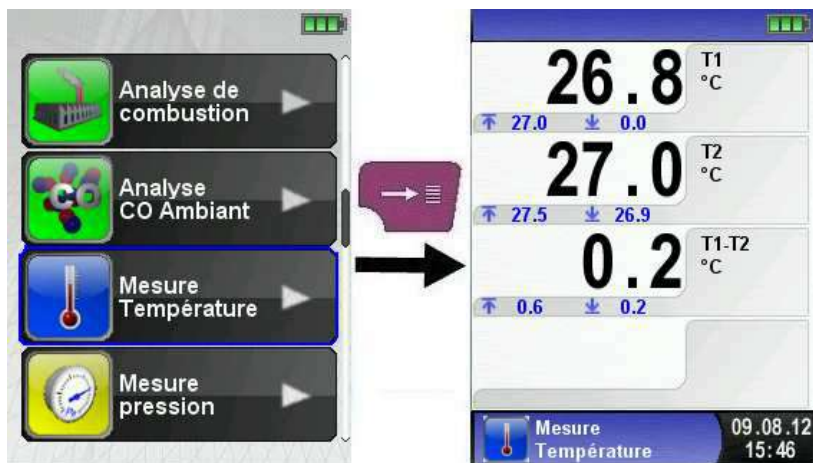 Analyse de
combustion
Analyse
CO Ambiant
Mesure
Température
Mesure
pression
26.8 T1
°C
27.0 0.0
27.0 T2
°C
27.5 26.9
0.2 T1-T2
°C
0.6 0.2
Mesure
Température
09.08.12
15:46
CO
Pb